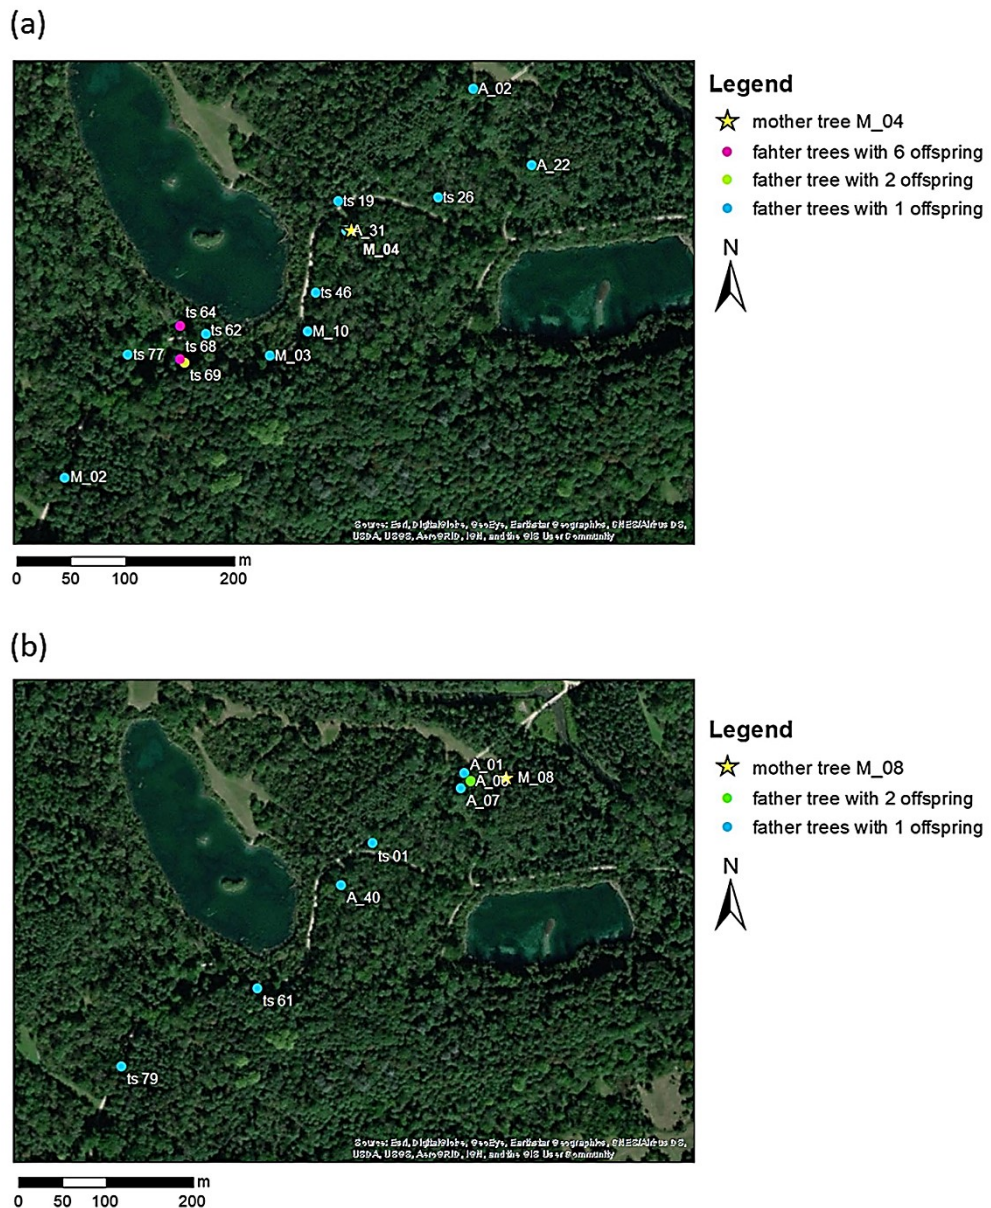 (a)
A_02
A_22
ts 26
ts 19
A_31
M_04
ts 46
ts 64
ts 62
M_10
ts 68
ts 77
M_03
ts 69
M_02
Source: Esri, DigitalGlobe, GeoEye, Earthstar Geographics, CNES/Airbus DS,
USDA, USGS, AeroGRID, IGN, and the GIS User Community
Legend
mother tree M_04
fahter trees with 6 offspring
father tree with 2 offspring
father trees with 1 offspring
N
m
0 50 100 200
(b)
A_01
M_08
A_07
ts 01
A_40
ts 61
ts 79
Source: Esri, DigitalGlobe, GeoEye, Earthstar Geographics, CNES/Airbus DS,
USDA, USGS, AeroGRID, IGN, and the GIS User Community
Legend
mother tree M_08
father tree with 2 offspring
father trees with 1 offspring
N
m
0 50 100 200